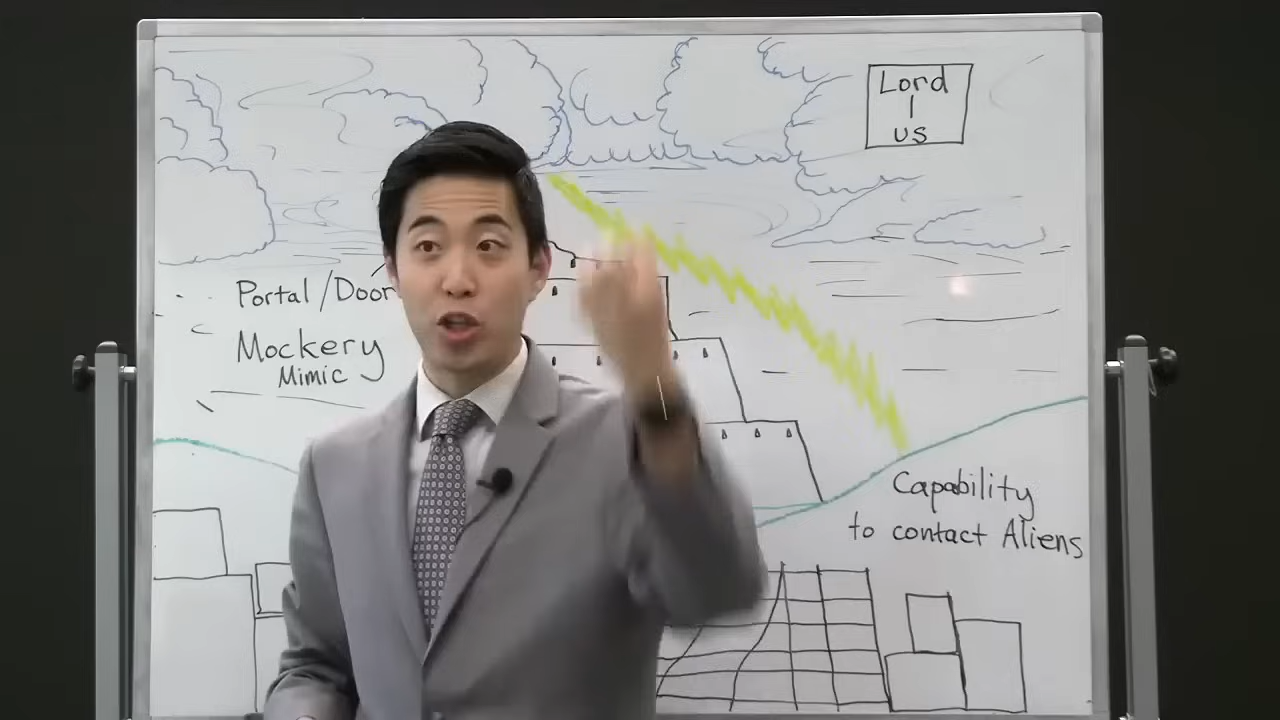 Lord
us
Portal / Door
Mockery
Mimic
Capability
to contact Aliens